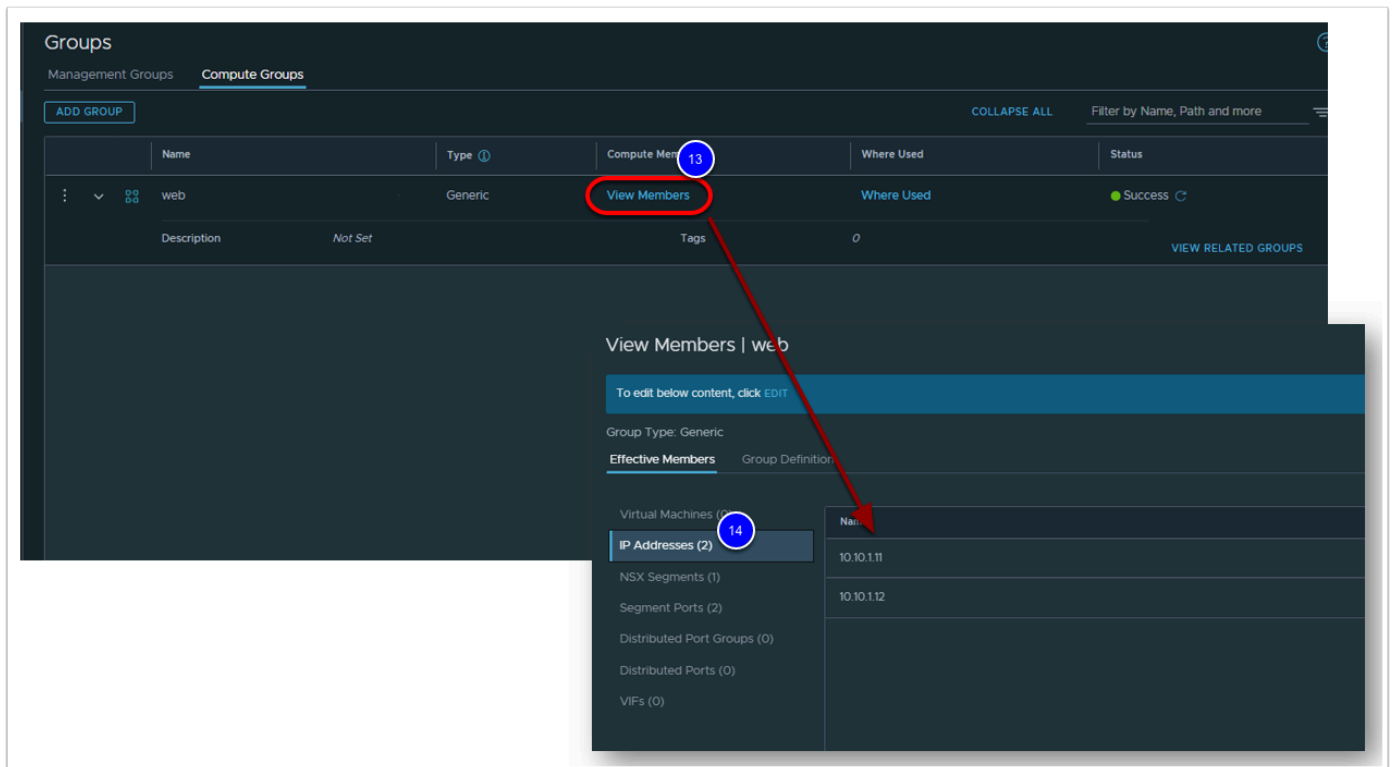 Groups
Management Groups Compute Groups
ADD GROUP COLLAPSE ALL Filter by Name, Path and more
Name Type Compute Mem 13 Where Used Status
web Generic View Members Where Used Success
Description Not Set Tags 0 VIEW RELATED GROUPS
View Members | web
To edit below content, click EDIT
Group Type: Generic
Effective Members Group Definition
Virtual Machines (0)
14
Nam
IP Addresses (2)
10.10.1.11
NSX Segments (1)
10.10.1.12
Segment Ports (2)
Distributed Port Groups (0)
Distributed Ports (0)
VIFs (0)